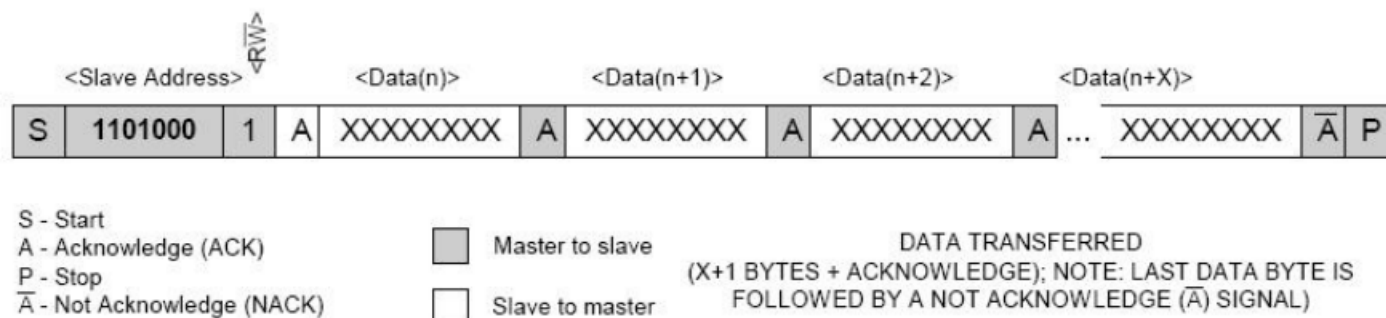 <RW̅>
<Slave Address> <Data(n)> <Data(n+1)> <Data(n+2)> <Data(n+X)>
S 1101000 1 A XXXXXXXX A XXXXXXXX A XXXXXXXX A ... XXXXXXXX A̅ P
S - Start
A - Acknowledge (ACK)
P - Stop
A̅ - Not Acknowledge (NACK)
Master to slave
Slave to master
DATA TRANSFERRED
(X+1 BYTES + ACKNOWLEDGE); NOTE: LAST DATA BYTE IS
FOLLOWED BY A NOT ACKNOWLEDGE (A̅) SIGNAL)